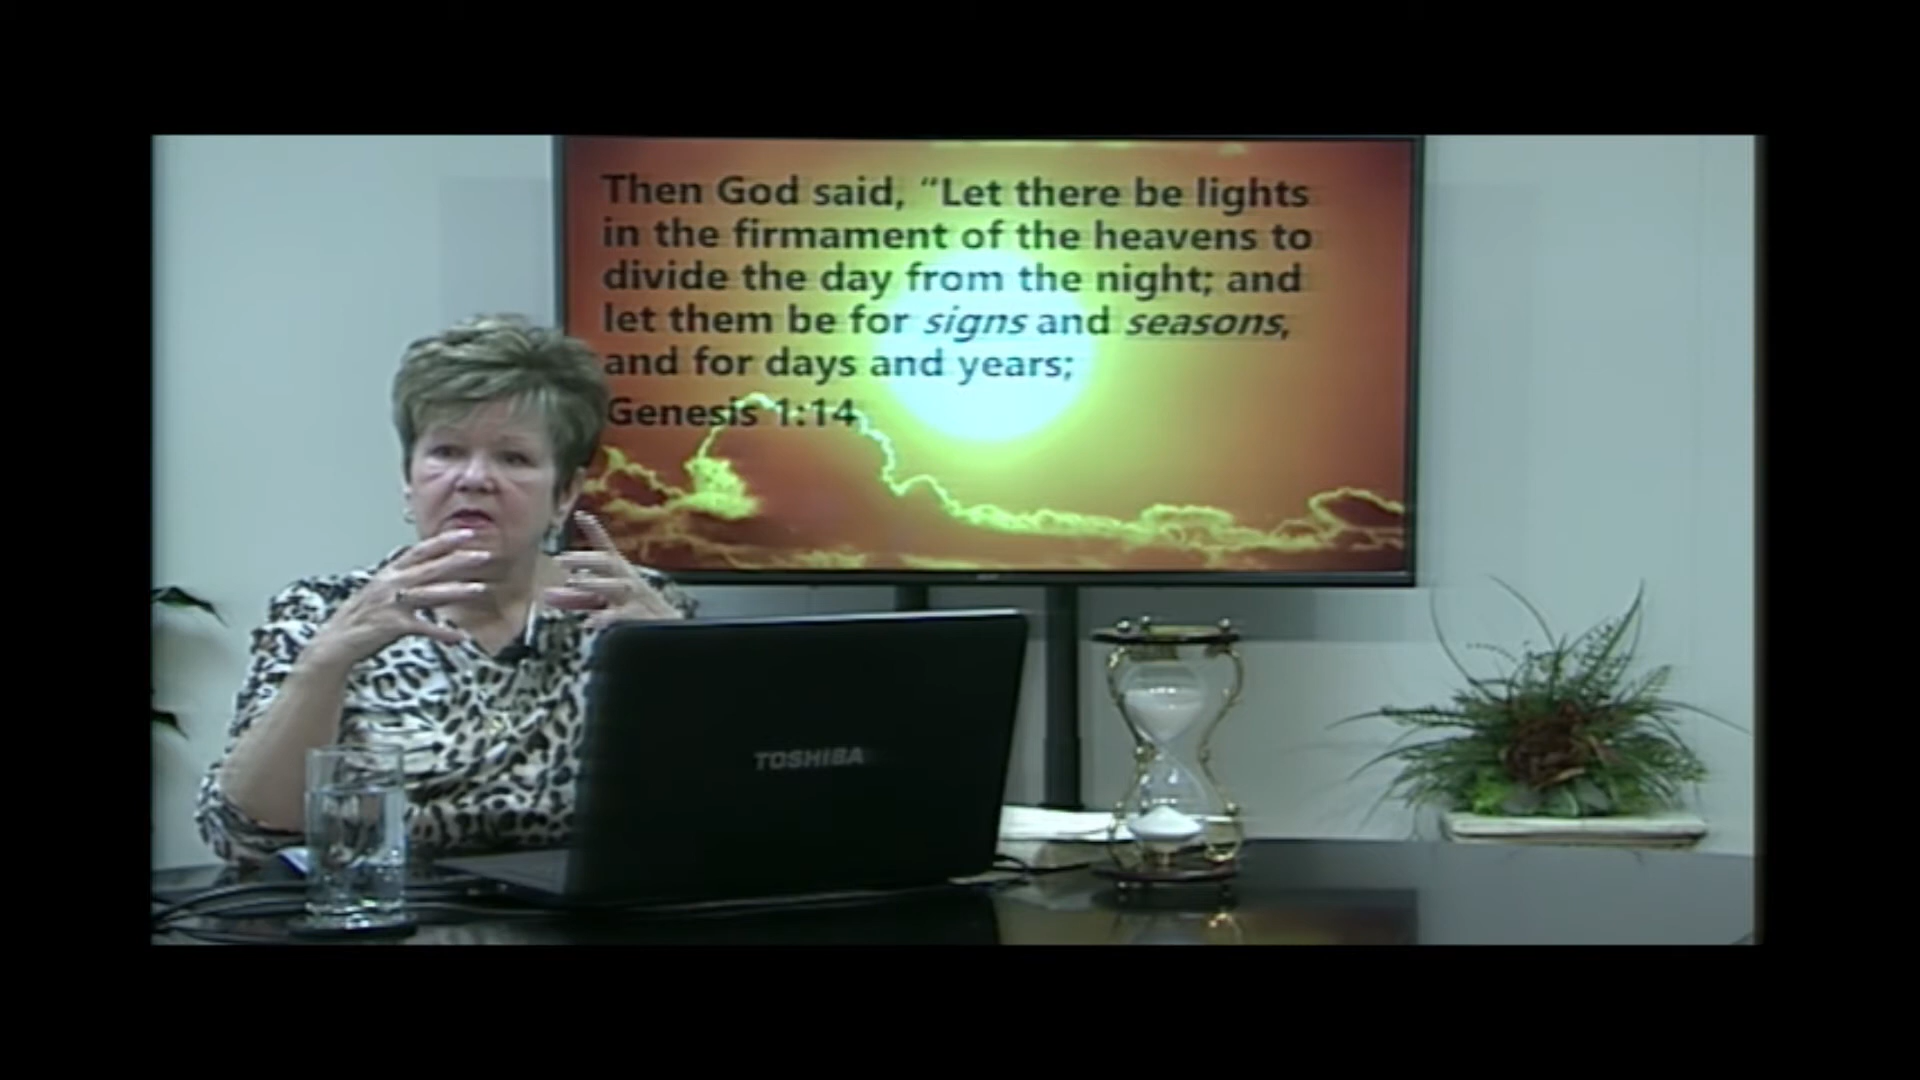 Then God said, “Let there be lights
in the firmament of the heavens to
divide the day from the night; and
let them be for signs and seasons,
and for days and years;
Genesis 1:14
TOSHIBA